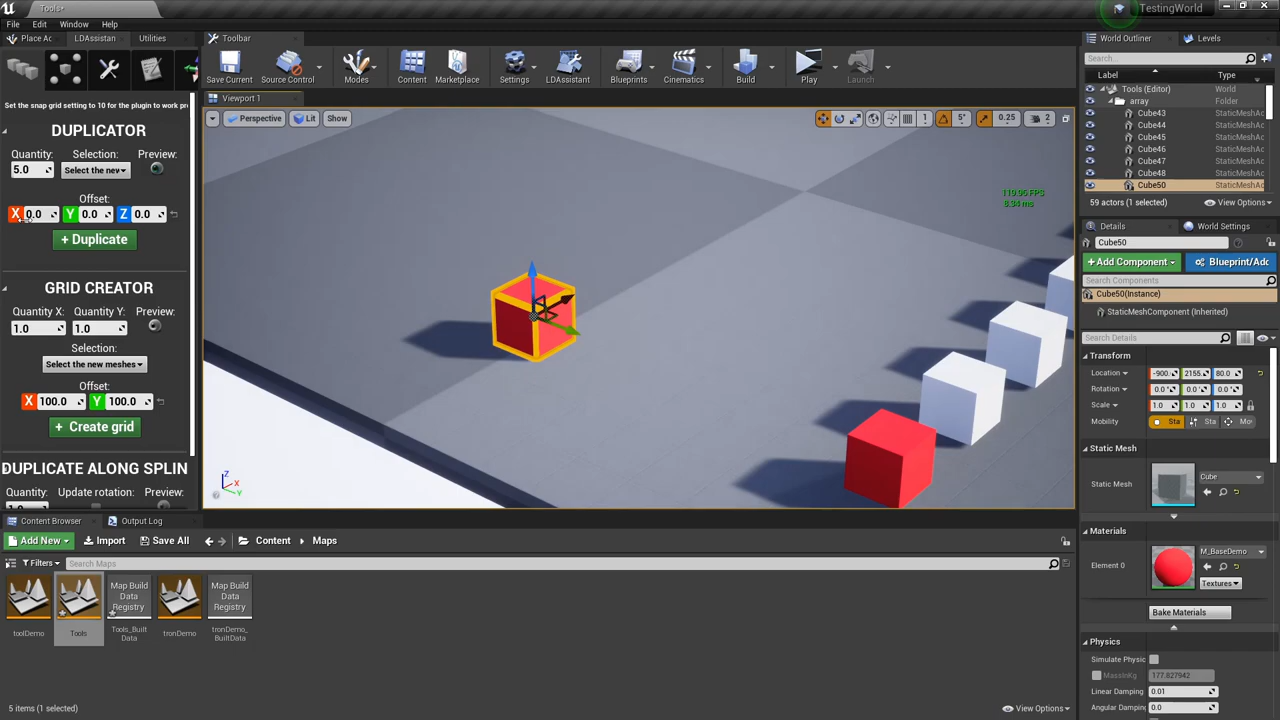 Tools*
TestingWorld
File Edit Window Help
Place Ac LDAssistan Utilities
Toolbar
World Outliner Levels
Save Current Source Control Modes Content Marketplace Settings LDAssistant Blueprints Cinematics Build Play Launch
Search...
Label Type
Tools (Editor) World
array Folder
Cube43 StaticMeshAc
Cube44 StaticMeshAc
Cube45 StaticMeshAc
Cube46 StaticMeshAc
Cube47 StaticMeshAc
Cube48 StaticMeshAc
Cube50 StaticMeshAc
59 actors (1 selected) View Options
Set the snap grid setting to 10 for the plugin to work pr
DUPLICATOR
Quantity: Selection: Preview:
5.0 Select the new
Offset:
X 0.0 Y 0.0 Z 0.0
+ Duplicate
GRID CREATOR
Quantity X: Quantity Y: Preview:
1.0 1.0
Selection:
Select the new meshes
Offset:
X 100.0 Y 100.0
+ Create grid
DUPLICATE ALONG SPLIN
Quantity: Update rotation: Preview:
Viewport 1
Perspective Lit Show
1 5° 0.25 2
119.95 FPS
8.34 ms
Z
X
Y
Details World Settings
Cube50
+Add Component Blueprint/Add
Search Components
Cube50(Instance)
StaticMeshComponent (Inherited)
Search Details
Transform
Location -900. 2155. 80.0
Rotation 0.0 ° 0.0 ° 0.0 °
Scale 1.0 1.0 1.0
Mobility Sta Sta Mo
Static Mesh
Static Mesh Cube
Materials
Element 0 M_BaseDemo
Textures
Bake Materials
Physics
Simulate Physic
MassInKg 177.827942
Linear Damping 0.01
Angular Damping 0.0
Content Browser Output Log
Add New Import Save All Content Maps
Filters Search Maps
toolDemo
Tools
Map Build Data Registry
Tools_Built Data
tronDemo
Map Build Data Registry
tronDemo_ BuiltData
5 items (1 selected) View Options